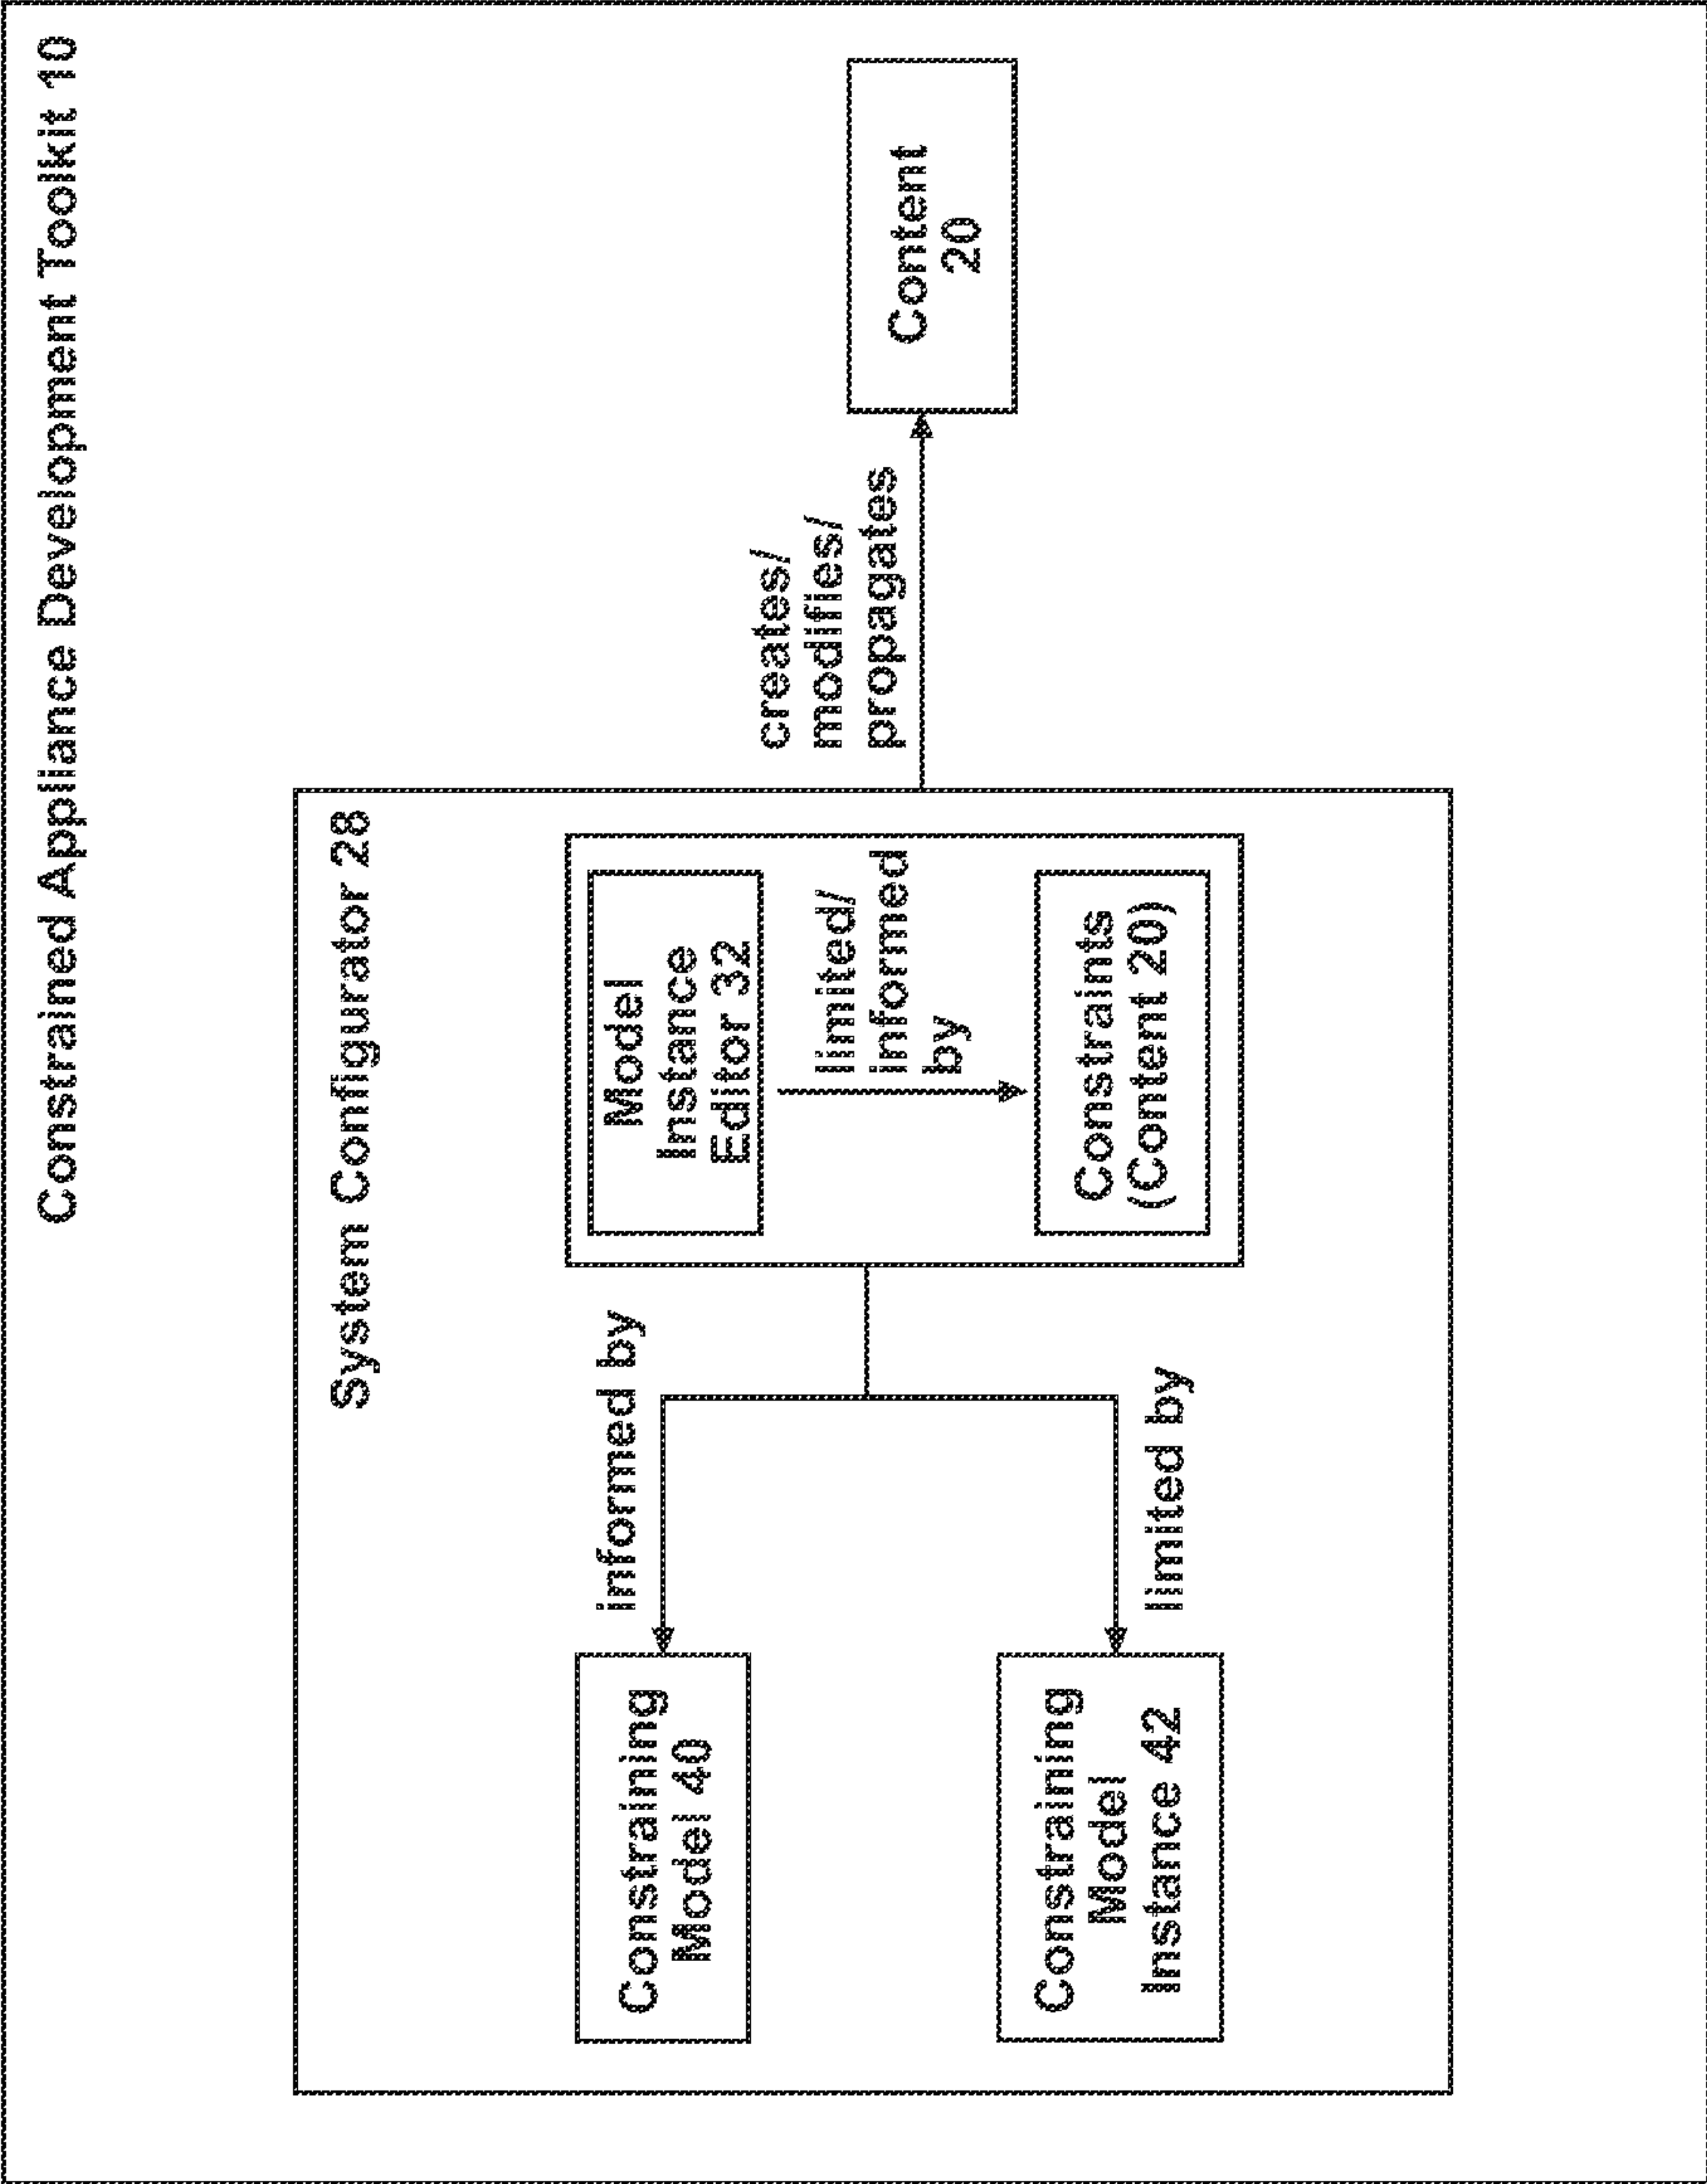 Constrained Appliance Development Toolkit 10
System Configurator 28
Constraining
Model 40
informed by
Model
Instance
Editor 32
limited/
informed
by
Constraints
(Content 20)
Constraining
Model
Instance 42
limited by
creates/
modifies/
propagates
Content
20